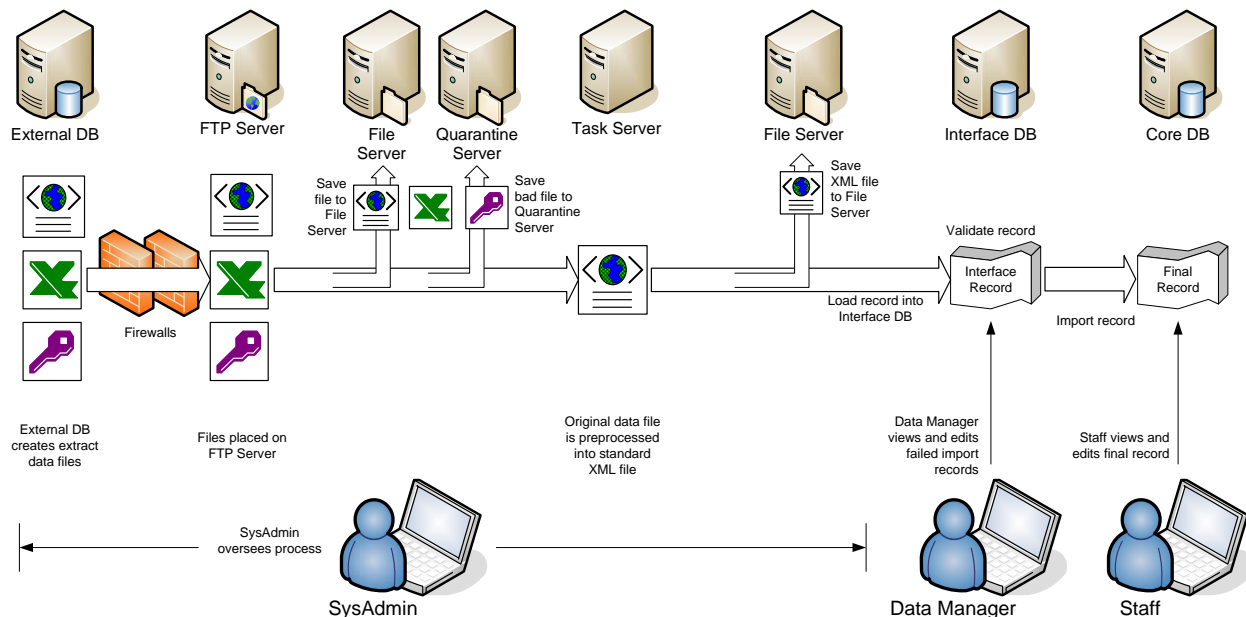 External DB
FTP Server
File
Server
Quarantine
Server
Task Server
File Server
Interface DB
Core DB
Save
file to
File
Server
Save
bad file to
Quarantine
Server
Save
XML file
to File
Server
Firewalls
Validate record
Interface
Record
Final
Record
Load record into
Interface DB
Import record
External DB
creates extract
data files
Files placed on
FTP Server
Original data file
is preprocessed
into standard
XML file
Data Manager
views and edits
failed import
records
Staff views and
edits final record
SysAdmin
oversees process
SysAdmin
Data Manager
Staff